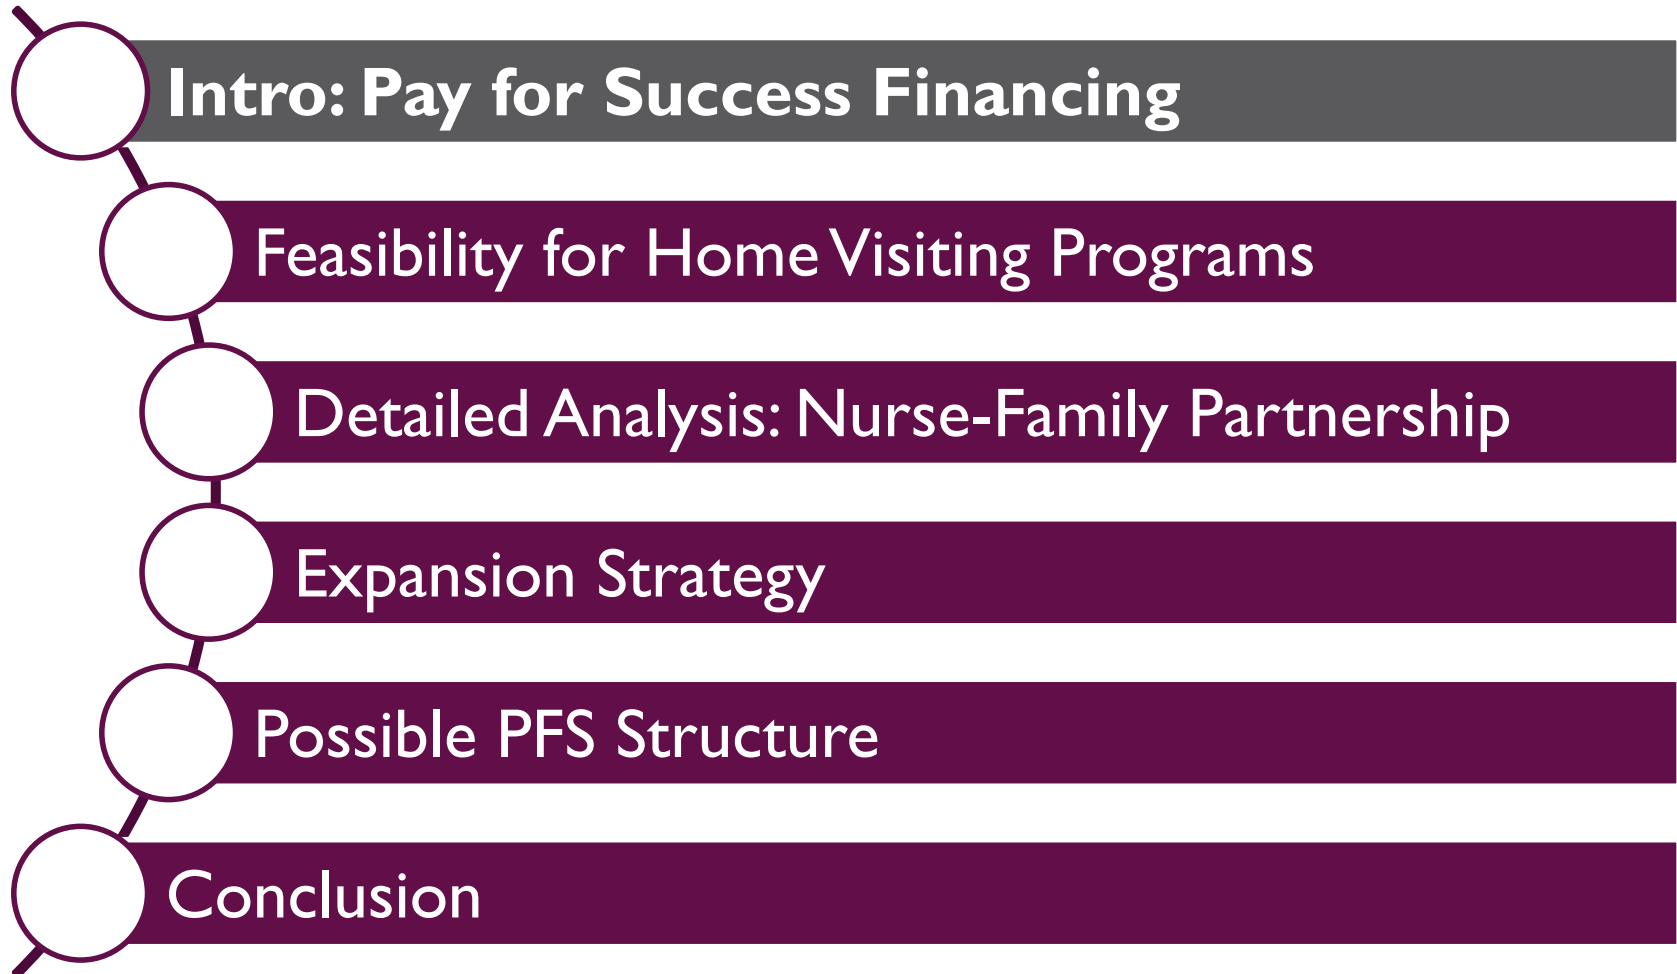 Intro: Pay for Success Financing
Feasibility for Home Visiting Programs
Detailed Analysis: Nurse-Family Partnership
Expansion Strategy
Possible PFS Structure
Conclusion